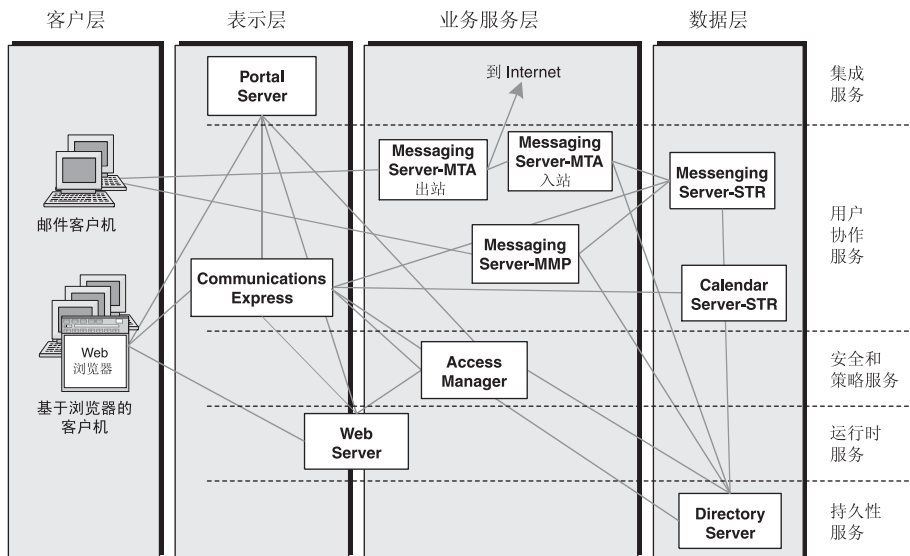 客户层
表示层
业务服务层
数据层
Portal
Server
到 Internet
集成
服务
Messaging
Server-MTA
出站
Messaging
Server-MTA
入站
Messenging
Server-STR
邮件客户机
用户
协作
服务
Messaging
Server-MMP
Communications
Express
Calendar
Server-STR
Web
浏览器
基于浏览器的
客户机
Access
Manager
安全和
策略服务
Web
Server
运行时
服务
Directory
Server
持久性
服务